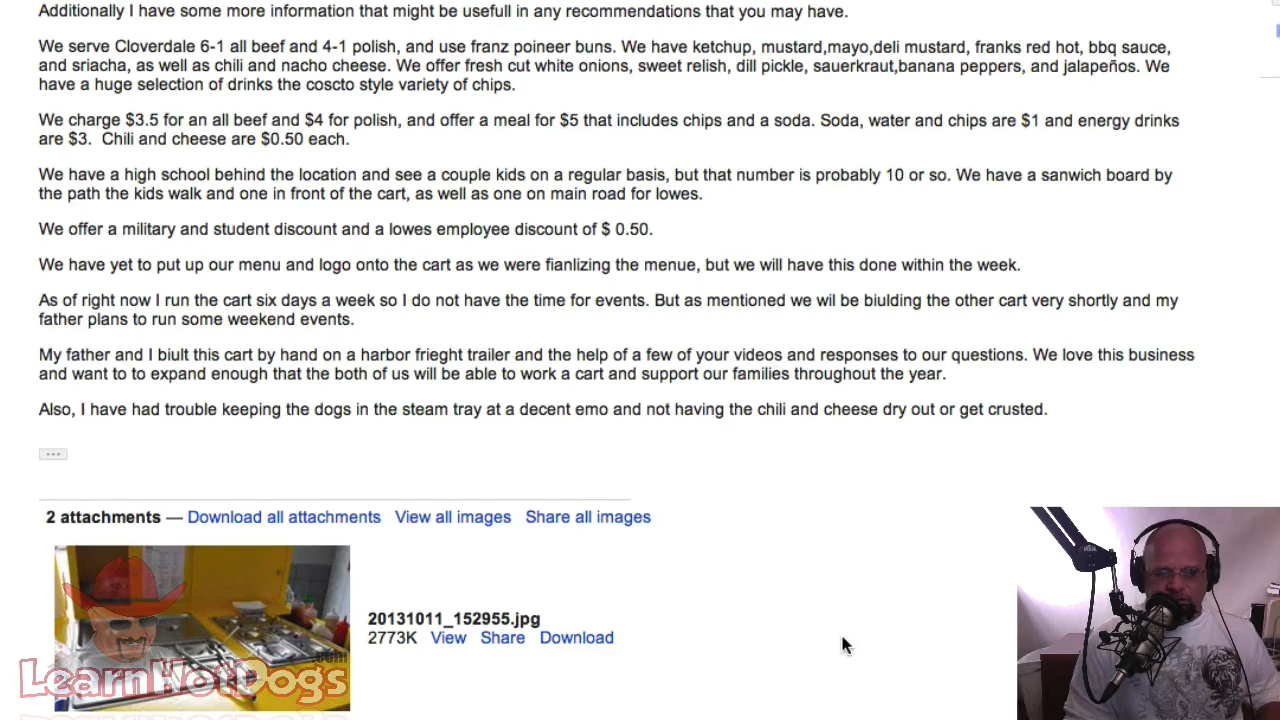 Additionally I have some more information that might be usefull in any recommendations that you may have.
We serve Cloverdale 6-1 all beef and 4-1 polish, and use franz poineer buns. We have ketchup, mustard,mayo,deli mustard, franks red hot, bbq sauce,
and sriacha, as well as chili and nacho cheese. We offer fresh cut white onions, sweet relish, dill pickle, sauerkraut,banana peppers, and jalapeños. We
have a huge selection of drinks the coscto style variety of chips.
We charge $3.5 for an all beef and $4 for polish, and offer a meal for $5 that includes chips and a soda. Soda, water and chips are $1 and energy drinks
are $3. Chili and cheese are $0.50 each.
We have a high school behind the location and see a couple kids on a regular basis, but that number is probably 10 or so. We have a sanwich board by
the path the kids walk and one in front of the cart, as well as one on main road for lowes.
We offer a military and student discount and a lowes employee discount of $ 0.50.
We have yet to put up our menu and logo onto the cart as we were fianlizing the menue, but we will have this done within the week.
As of right now I run the cart six days a week so I do not have the time for events. But as mentioned we wil be biulding the other cart very shortly and my
father plans to run some weekend events.
My father and I biult this cart by hand on a harbor frieght trailer and the help of a few of your videos and responses to our questions. We love this business
and want to to expand enough that the both of us will be able to work a cart and support our families throughout the year.
Also, I have had trouble keeping the dogs in the steam tray at a decent emo and not having the chili and cheese dry out or get crusted.
2 attachments — Download all attachments View all images Share all images
20131011_152955.jpg
2773K View Share Download
LearnHotDogs.com